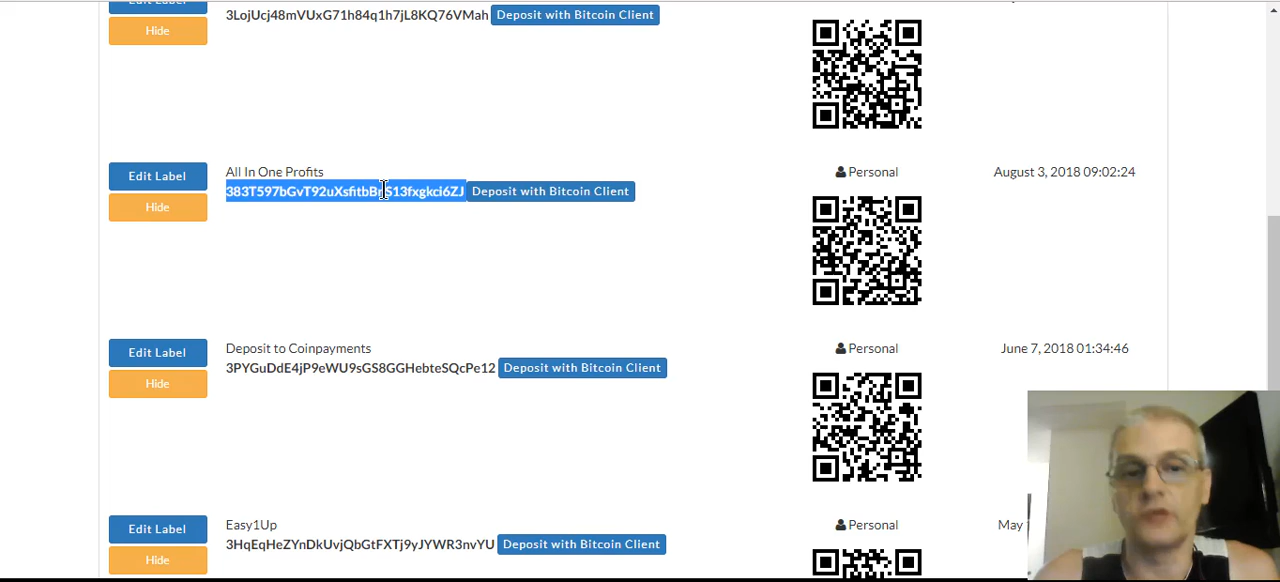 3LojUcj48mVUxG71h84q1h7jL8KQ76VMah Deposit with Bitcoin Client
Hide
Edit Label All In One Profits Personal August 3, 2018 09:02:24
383T597bGvT92uXsfitbBrS13fxgkci6ZJ Deposit with Bitcoin Client
Hide
Edit Label Deposit to Coinpayments Personal June 7, 2018 01:34:46
3PYGuDdE4jP9eWU9sGS8GGHebteSQcPe12 Deposit with Bitcoin Client
Hide
Edit Label Easy1Up Personal May
3HqEqHeZYnDkUvjQbGtFXTj9yJYWR3nvYU Deposit with Bitcoin Client
Hide